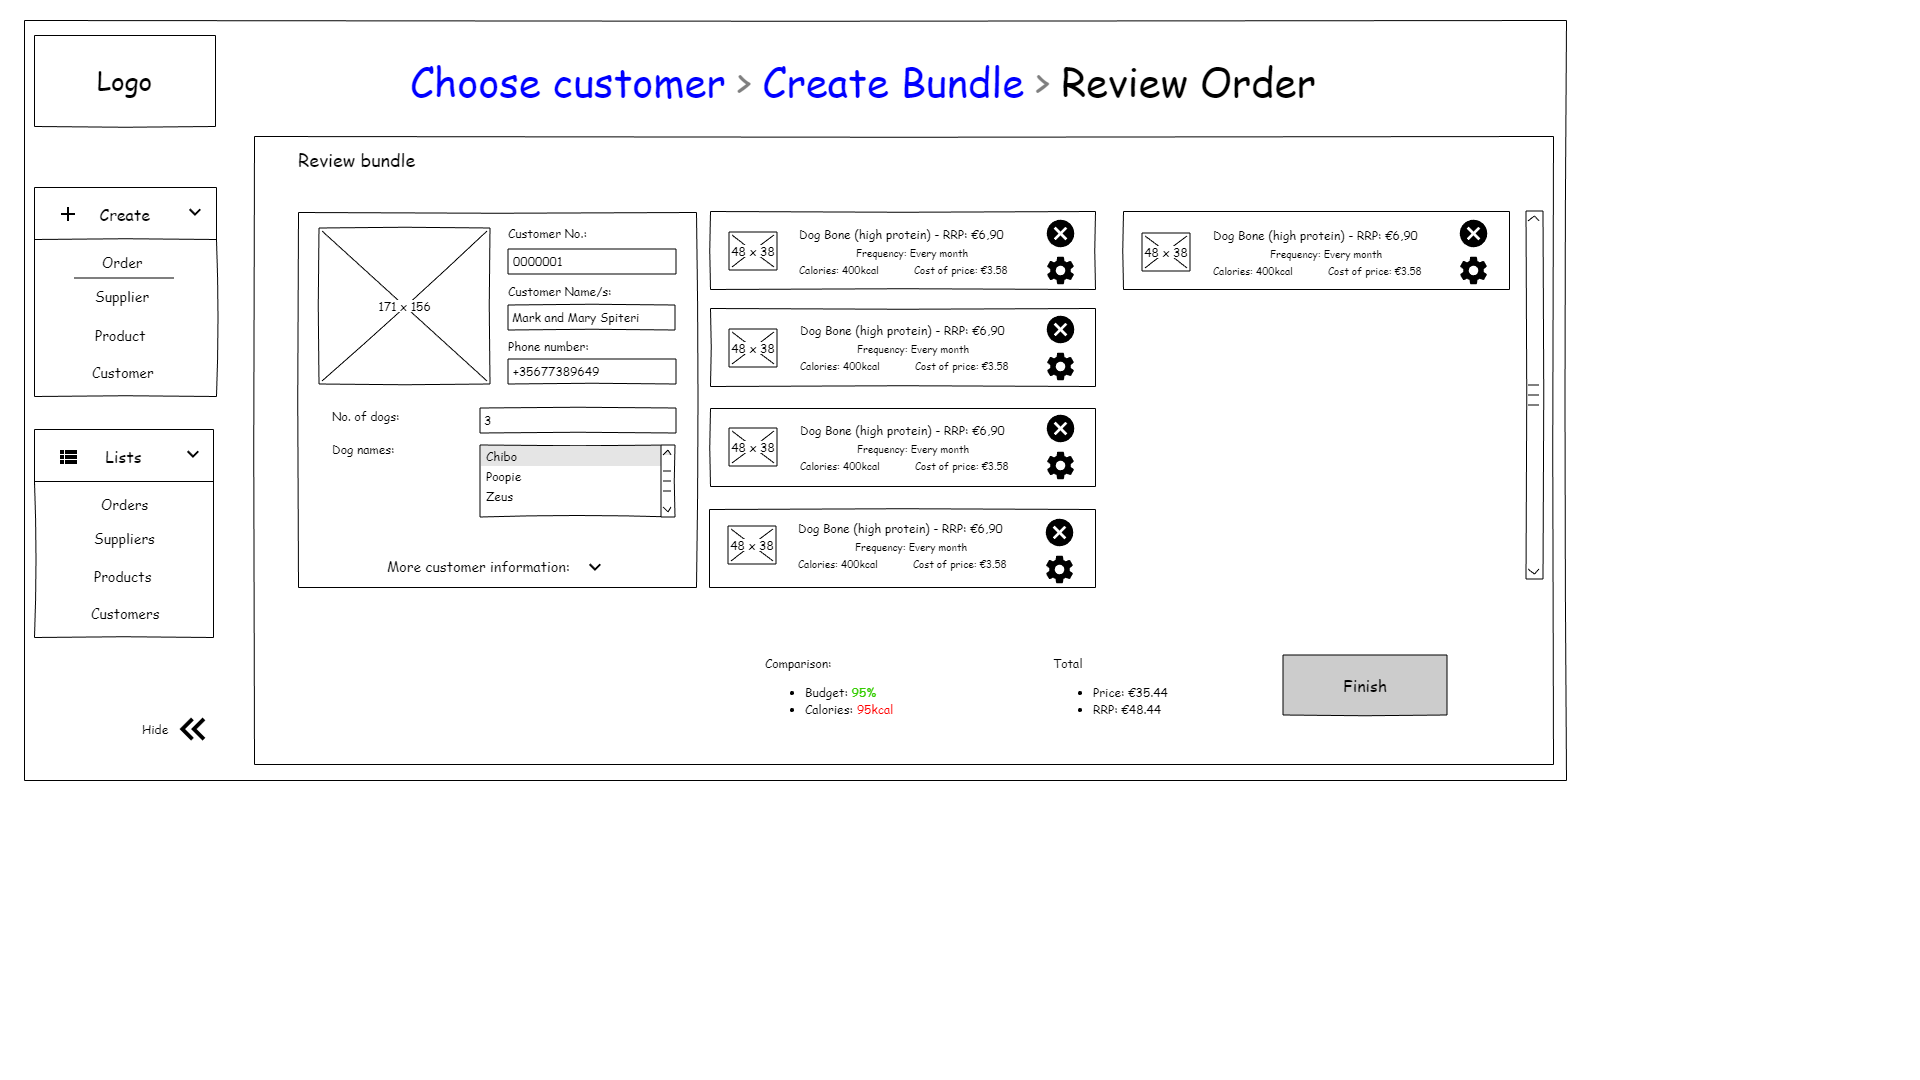 Logo
Choose customer > Create Bundle > Review Order
Create
Order
Supplier
Product
Customer
Lists
Orders
Suppliers
Products
Customers
Hide
Review bundle
171 x 156
Customer No.:
0000001
Customer Name/s:
Mark and Mary Spiteri
Phone number:
+35677389649
No. of dogs:
3
Dog names:
Chibo
Poopie
Zeus
More customer information:
48 x 38
Dog Bone (high protein) - RRP: €6,90
Frequency: Every month
Calories: 400kcal Cost of price: €3.58
48 x 38
Dog Bone (high protein) - RRP: €6,90
Frequency: Every month
Calories: 400kcal Cost of price: €3.58
48 x 38
Dog Bone (high protein) - RRP: €6,90
Frequency: Every month
Calories: 400kcal Cost of price: €3.58
48 x 38
Dog Bone (high protein) - RRP: €6,90
Frequency: Every month
Calories: 400kcal Cost of price: €3.58
48 x 38
Dog Bone (high protein) - RRP: €6,90
Frequency: Every month
Calories: 400kcal Cost of price: €3.58
Comparison:
• Budget: 95%
• Calories: 95kcal
Total
• Price: €35.44
• RRP: €48.44
Finish